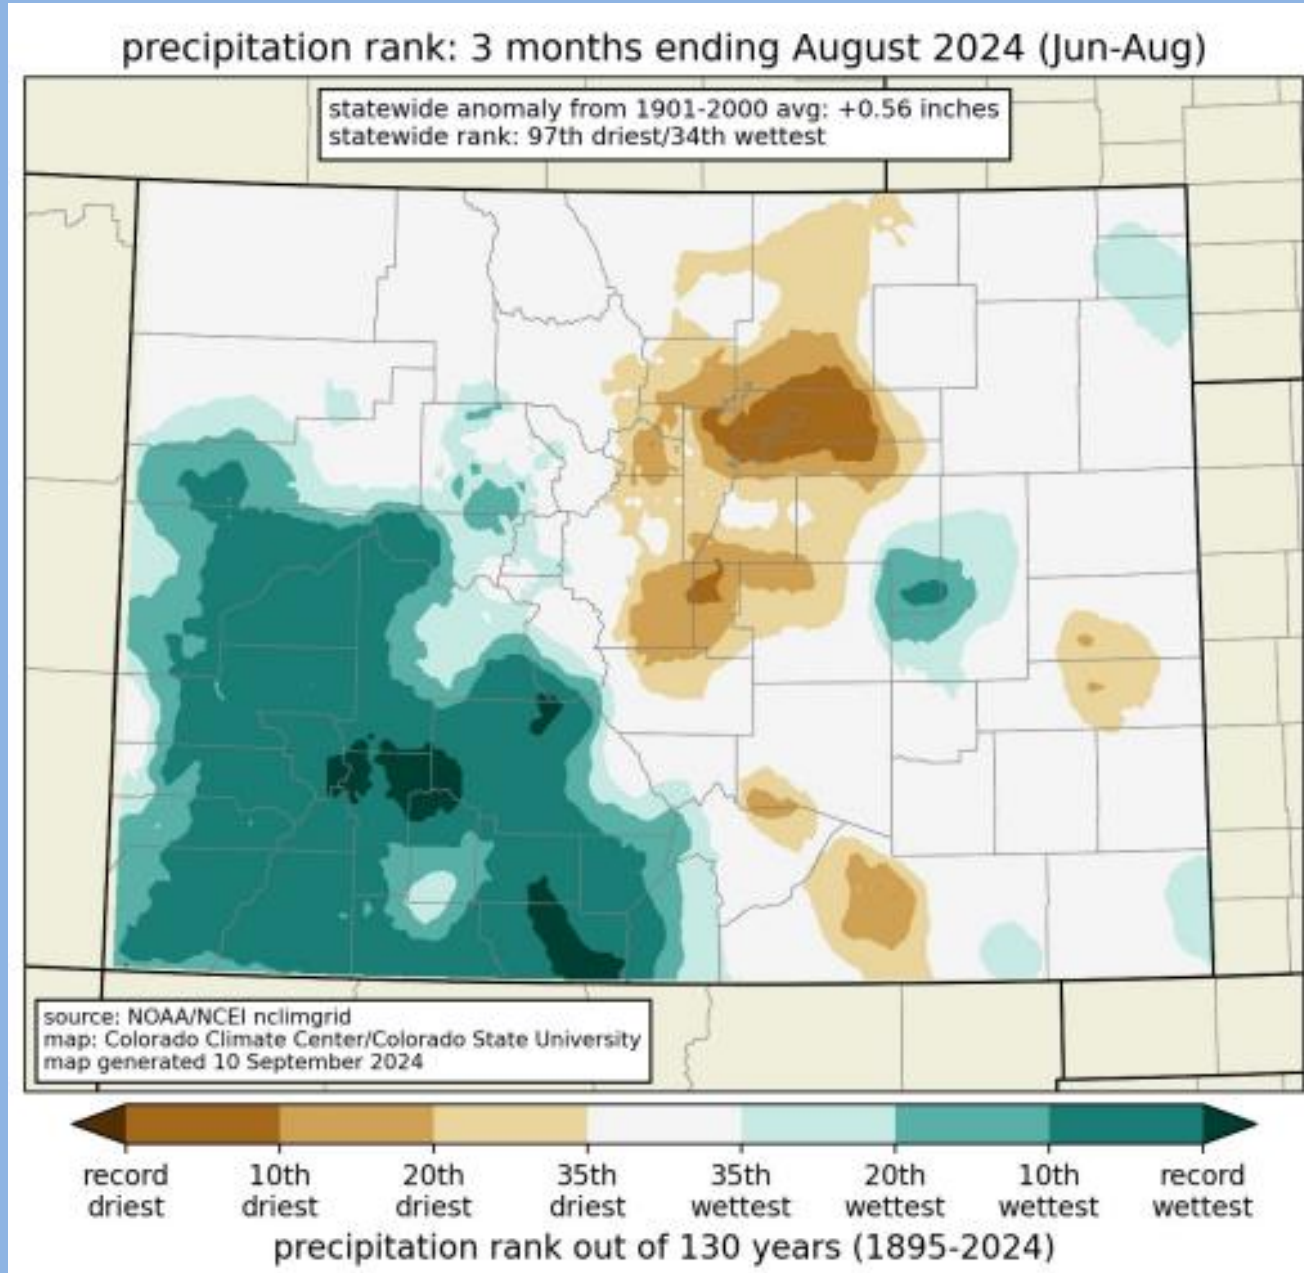 precipitation rank: 3 months ending August 2024 (Jun-Aug)
statewide anomaly from 1901-2000 avg: +0.56 inches
statewide rank: 97th driest/34th wettest
source: NOAA/NCEI nclimgrid
map: Colorado Climate Center/Colorado State University
map generated 10 September 2024
record 10th 20th 35th 35th 20th 10th record
driest driest driest driest wettest wettest wettest wettest
precipitation rank out of 130 years (1895-2024)